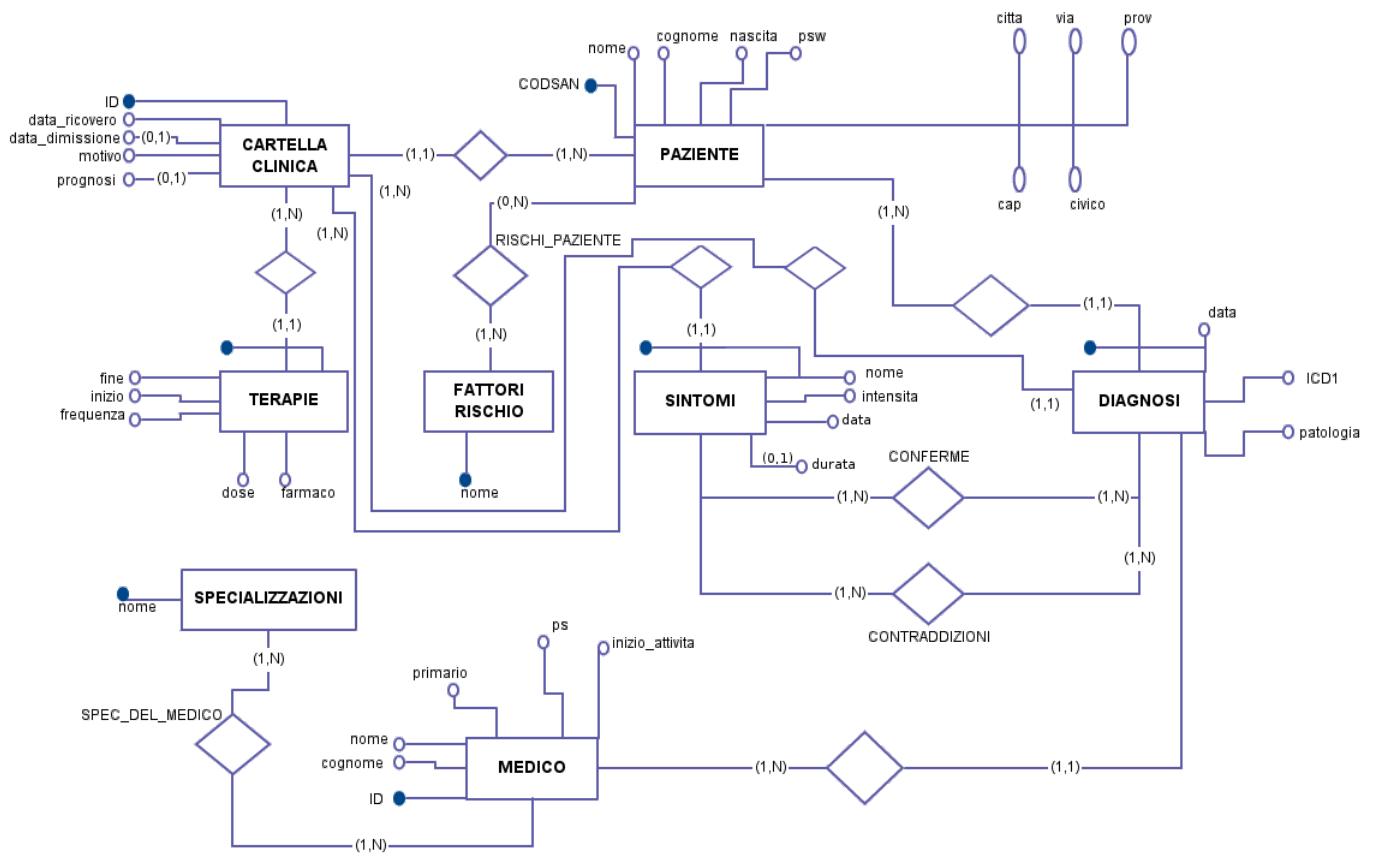 citta
via
prov
nome
cognome
nascita
psw
CODSAN
ID
data_ricovero
data_dimissione
(0,1)
motivo
prognosi
(0,1)
CARTELLA
CLINICA
(1,1)
(1,N)
PAZIENTE
cap
civico
(1,N)
(0,N)
(1,N)
(1,N)
(1,N)
RISCHI_PAZIENTE
(1,1)
(1,N)
(1,1)
(1,1)
data
fine
inizio
frequenza
TERAPIE
FATTORI
RISCHIO
SINTOMI
nome
intensita
data
(0,1)
durata
(1,1)
DIAGNOSI
ICD1
patologia
dose
farmaco
nome
CONFERME
(1,N)
(1,N)
(1,N)
(1,N)
CONTRADDIZIONI
nome
SPECIALIZZAZIONI
(1,N)
SPEC_DEL_MEDICO
ps
inizio_attivita
primario
nome
cognome
ID
MEDICO
(1,N)
(1,1)
(1,N)